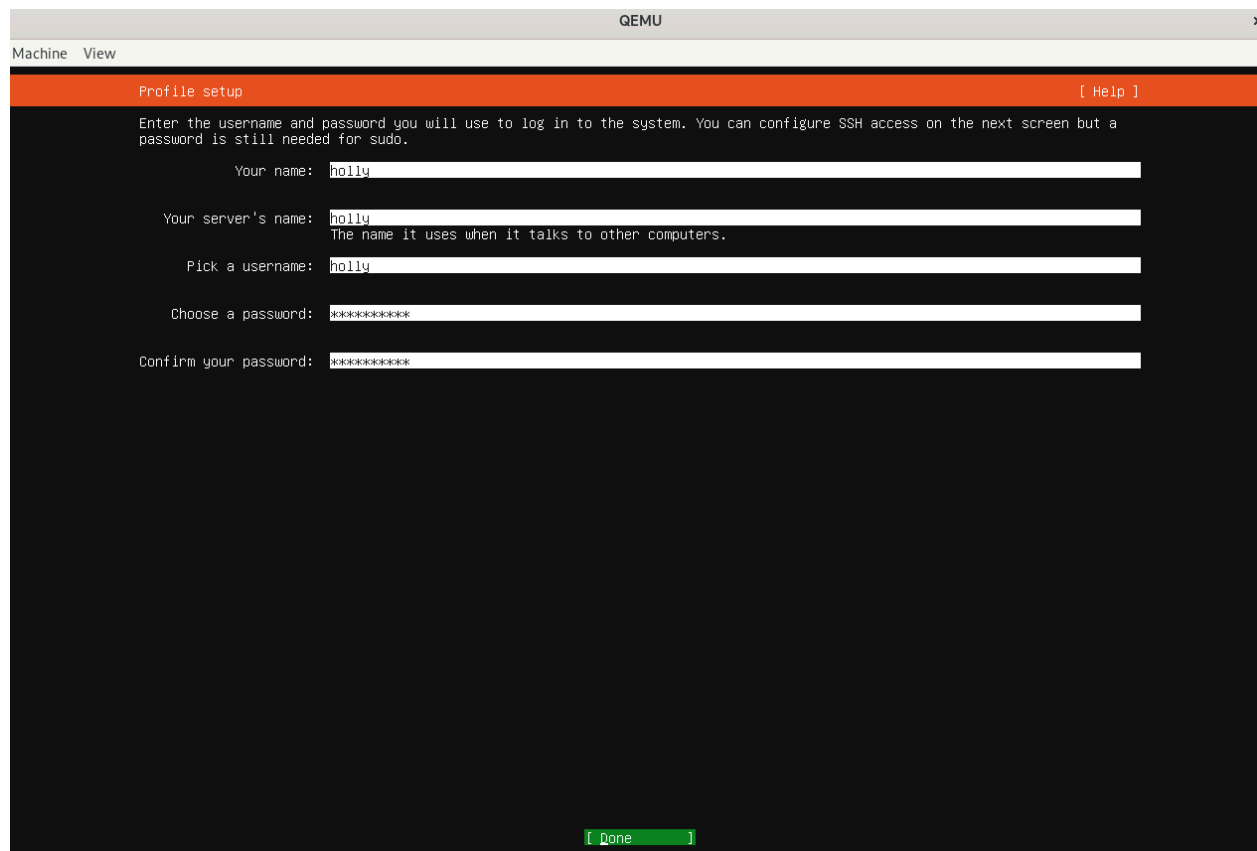 QEMU
Machine View
Profile setup [ Help ]
Enter the username and password you will use to log in to the system. You can configure SSH access on the next screen but a
password is still needed for sudo.
Your name: holly
Your server's name: holly
The name it uses when it talks to other computers.
Pick a username: holly
Choose a password: **********
Confirm your password: **********
[ Done ]